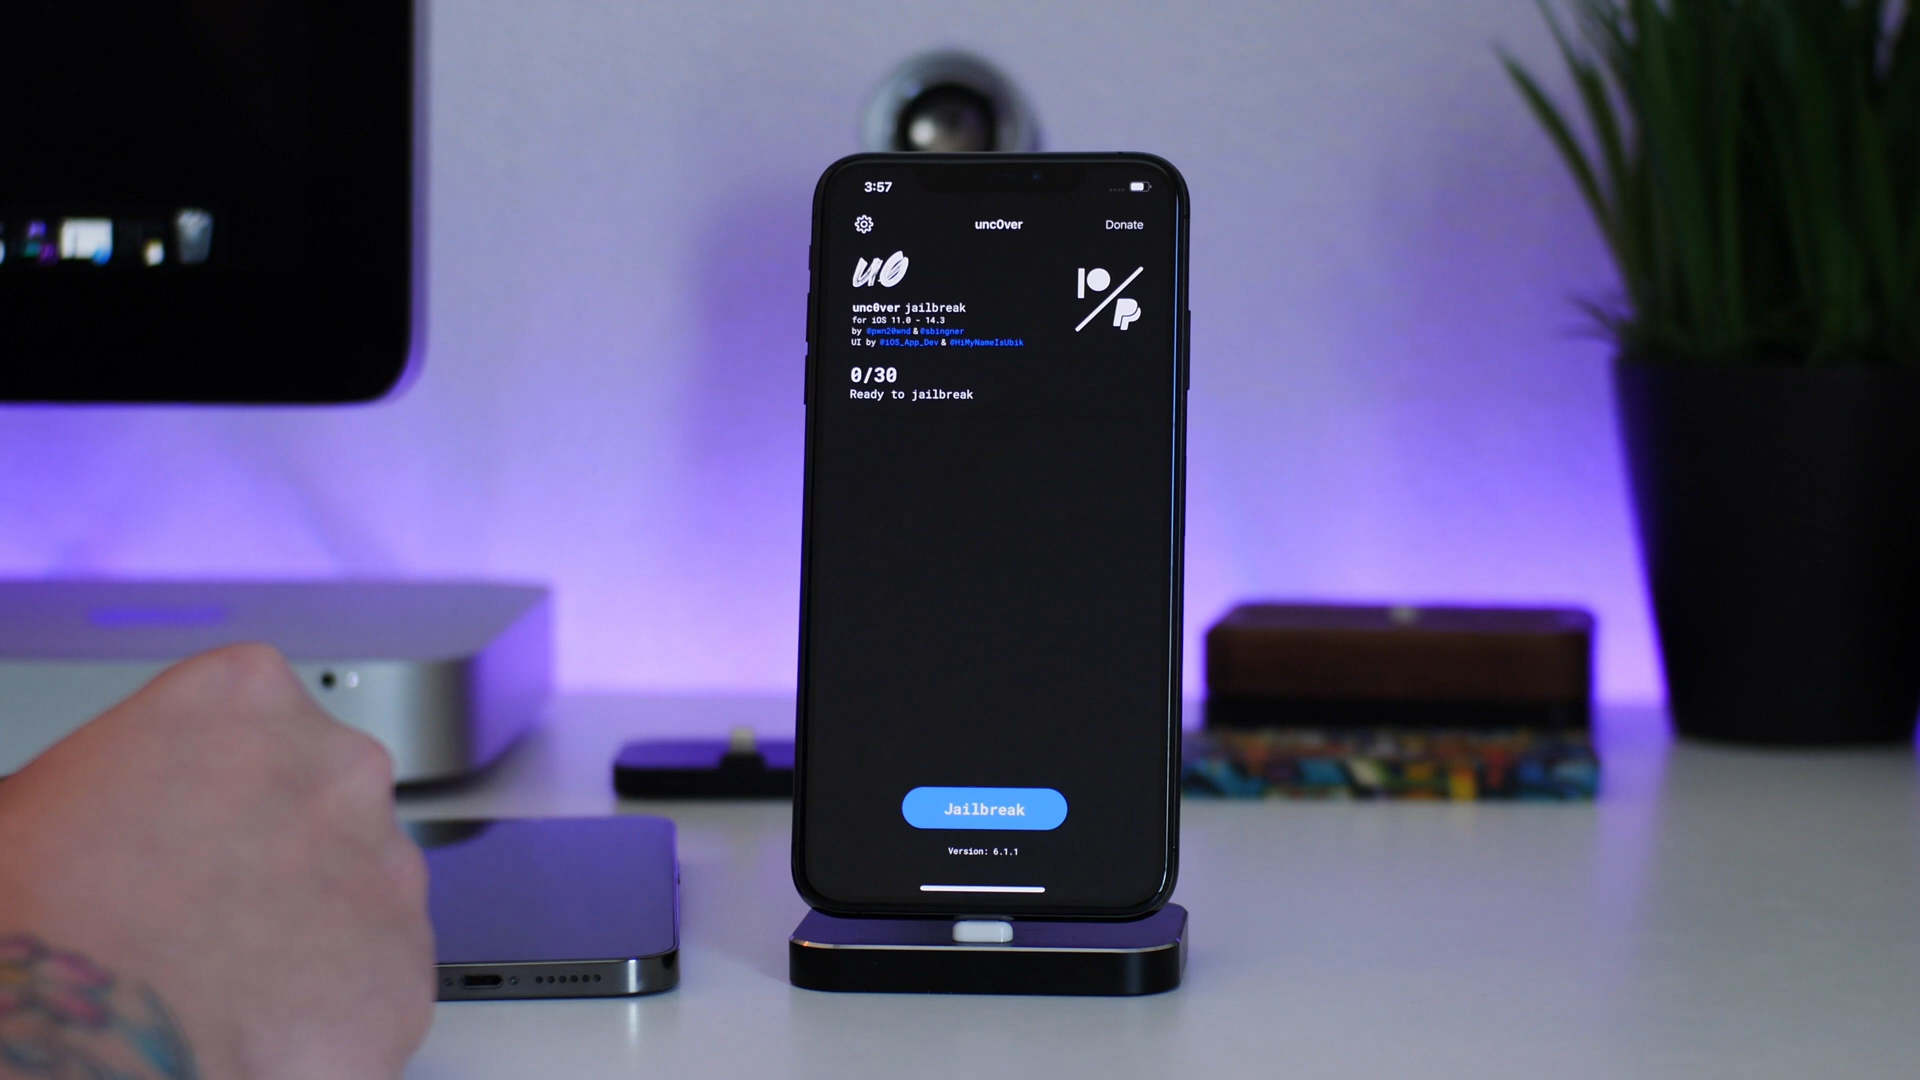 3:57
unc0ver
Donate
u0
unc0ver jailbreak
for iOS 11.0 - 14.3
by @pwn20wnd & @sbingner
UI by @iOS_App_Dev & @HiMyNameIsUbik
0/30
Ready to jailbreak
Jailbreak
Version: 6.1.1